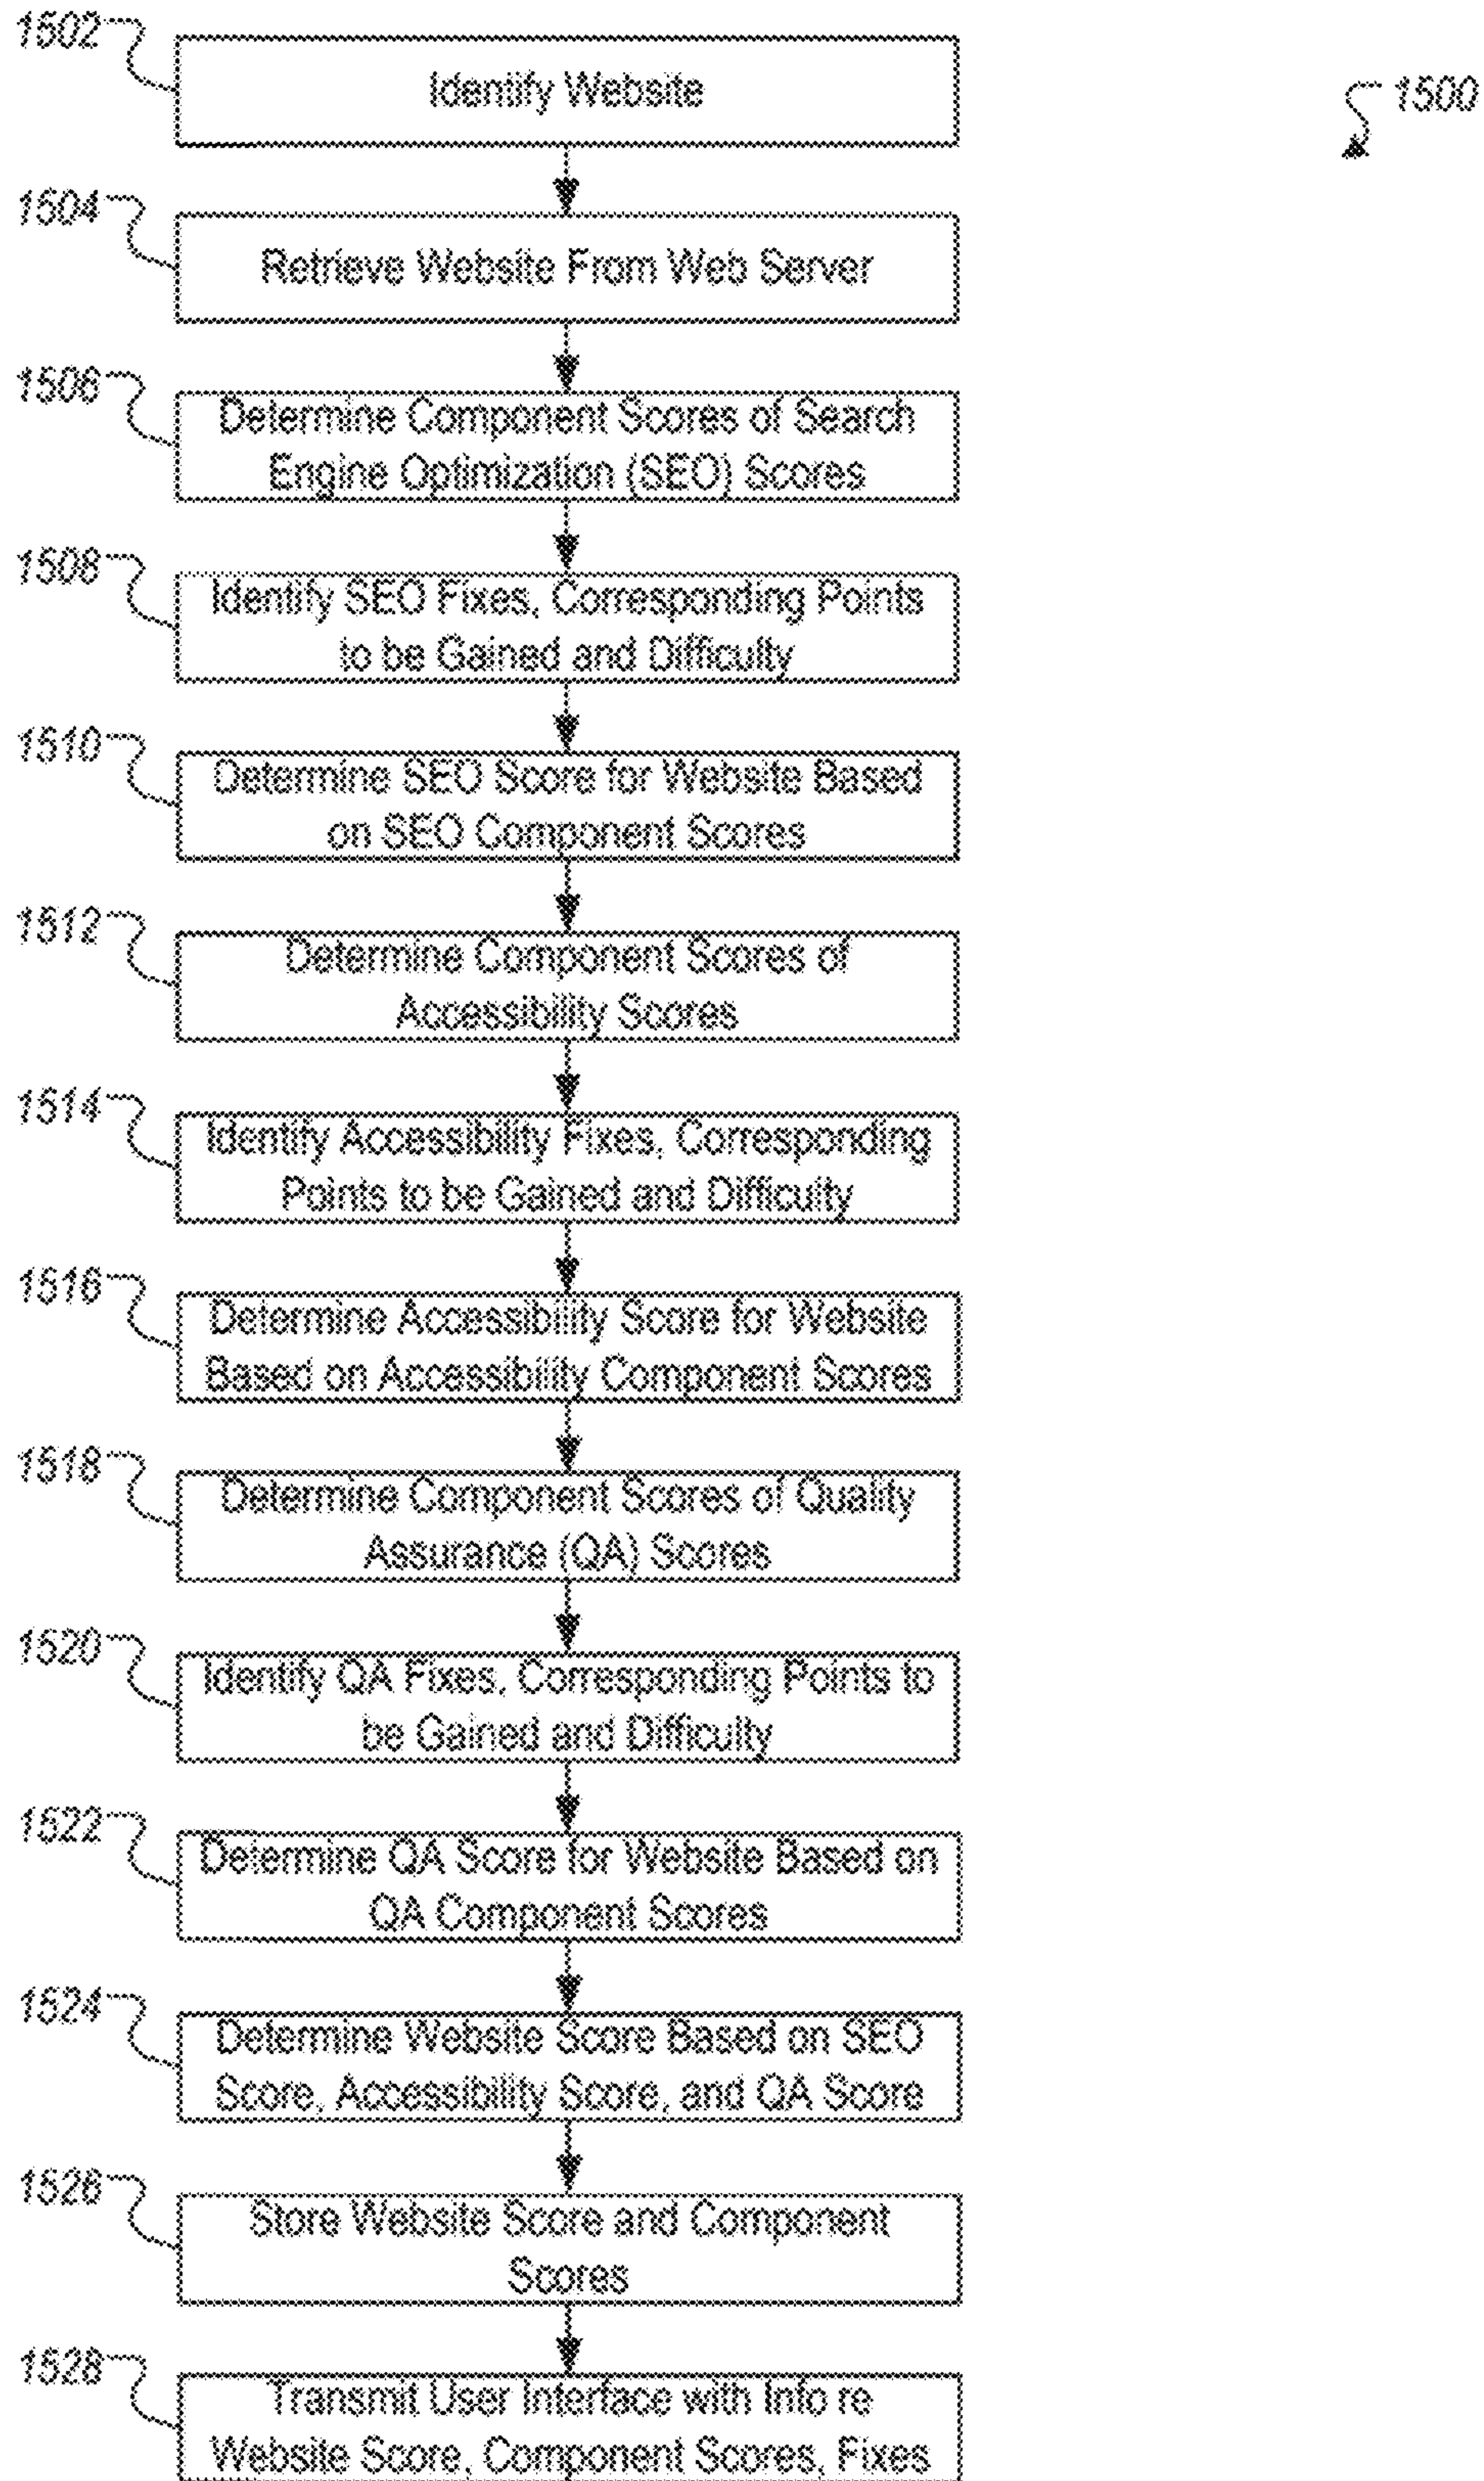 1502
Identify Website
1500
1504
Retrieve Website From Web Server
1506
Determine Component Scores of Search
Engine Optimization (SEO) Scores
1508
Identify SEO Fixes, Corresponding Points
to be Gained and Difficulty
1510
Determine SEO Score for Website Based
on SEO Component Scores
1512
Determine Component Scores of
Accessibility Scores
1514
Identify Accessibility Fixes, Corresponding
Points to be Gained and Difficulty
1516
Determine Accessibility Score for Website
Based on Accessibility Component Scores
1518
Determine Component Scores of Quality
Assurance (QA) Scores
1520
Identify QA Fixes, Corresponding Points to
be Gained and Difficulty
1522
Determine QA Score for Website Based on
QA Component Scores
1524
Determine Website Score Based on SEO
Score, Accessibility Score, and QA Score
1526
Store Website Score and Component
Scores
1528
Transmit User Interface with Info re
Website Score, Component Scores, Fixes